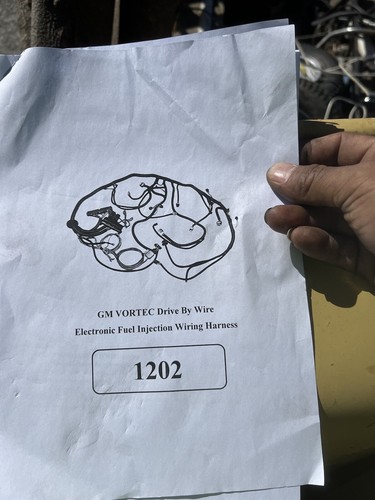 GM VORTEC Drive By Wire
Electronic Fuel Injection Wiring Harness
1202